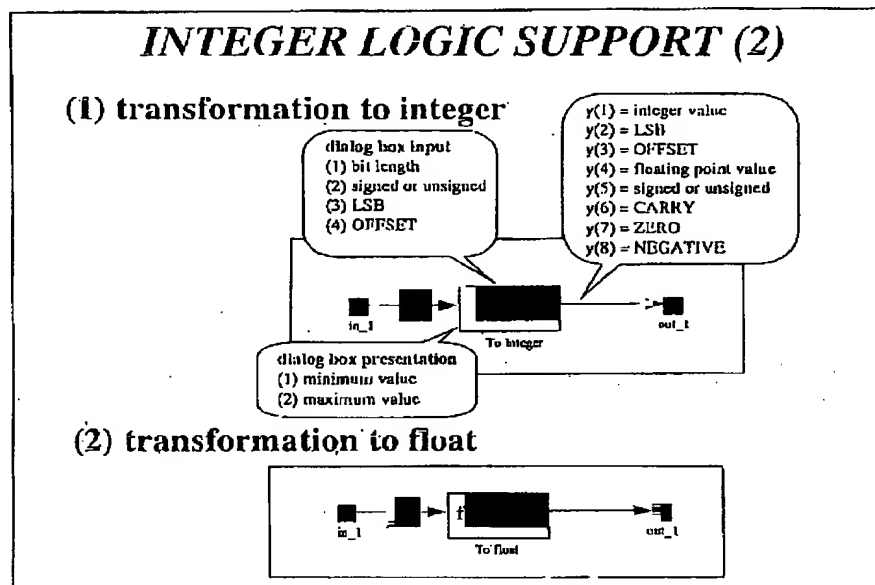 INTEGER LOGIC SUPPORT (2)
(1) transformation to integer
dialog box input
(1) bit length
(2) signed or unsigned
(3) LSB
(4) OFFSET
y(1) = integer value
y(2) = LSB
y(3) = OFFSET
y(4) = floating point value
y(5) = signed or unsigned
y(6) = CARRY
y(7) = ZERO
y(8) = NEGATIVE
in_1
To Integer
out_1
dialog box presentation
(1) minimum value
(2) maximum value
(2) transformation to float
f
in_1
To float
out_1